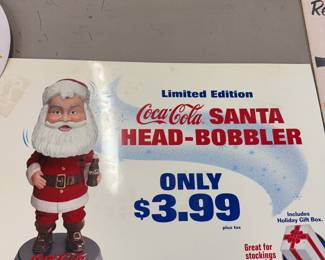 Limited Edition
Coca-Cola SANTA
HEAD-BOBBLER
ONLY
$3.99
plus tax
Includes
Holiday Gift Box.
Great for
stockings